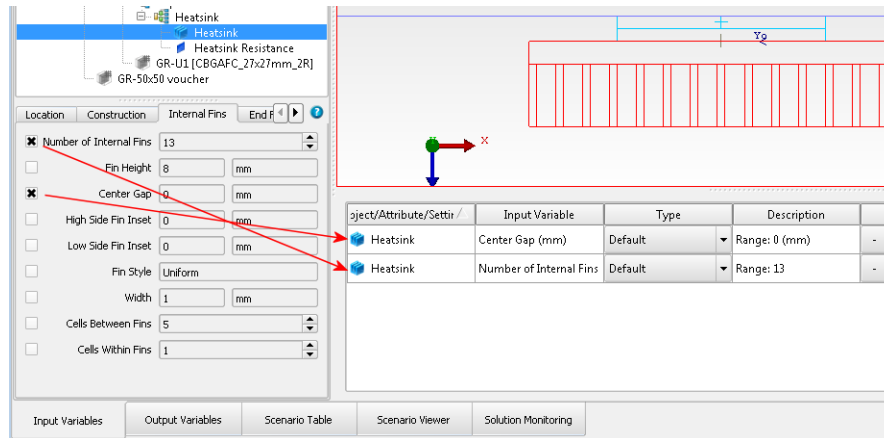 Heatsink
Heatsink
Heatsink Resistance
GR-U1 [CBGAFC_27x27mm_2R]
GR-50x50 voucher
Location Construction Internal Fins End F
Number of Internal Fins 13
Fin Height 8 mm
Center Gap 0 mm
High Side Fin Inset 0 mm
Low Side Fin Inset 0 mm
Fin Style Uniform
Width 1 mm
Cells Between Fins 5
Cells Within Fins 1
X
oject/Attribute/Settir Input Variable Type Description
Heatsink Center Gap (mm) Default Range: 0 (mm) -
Heatsink Number of Internal Fins Default Range: 13 -
Input Variables Output Variables Scenario Table Scenario Viewer Solution Monitoring